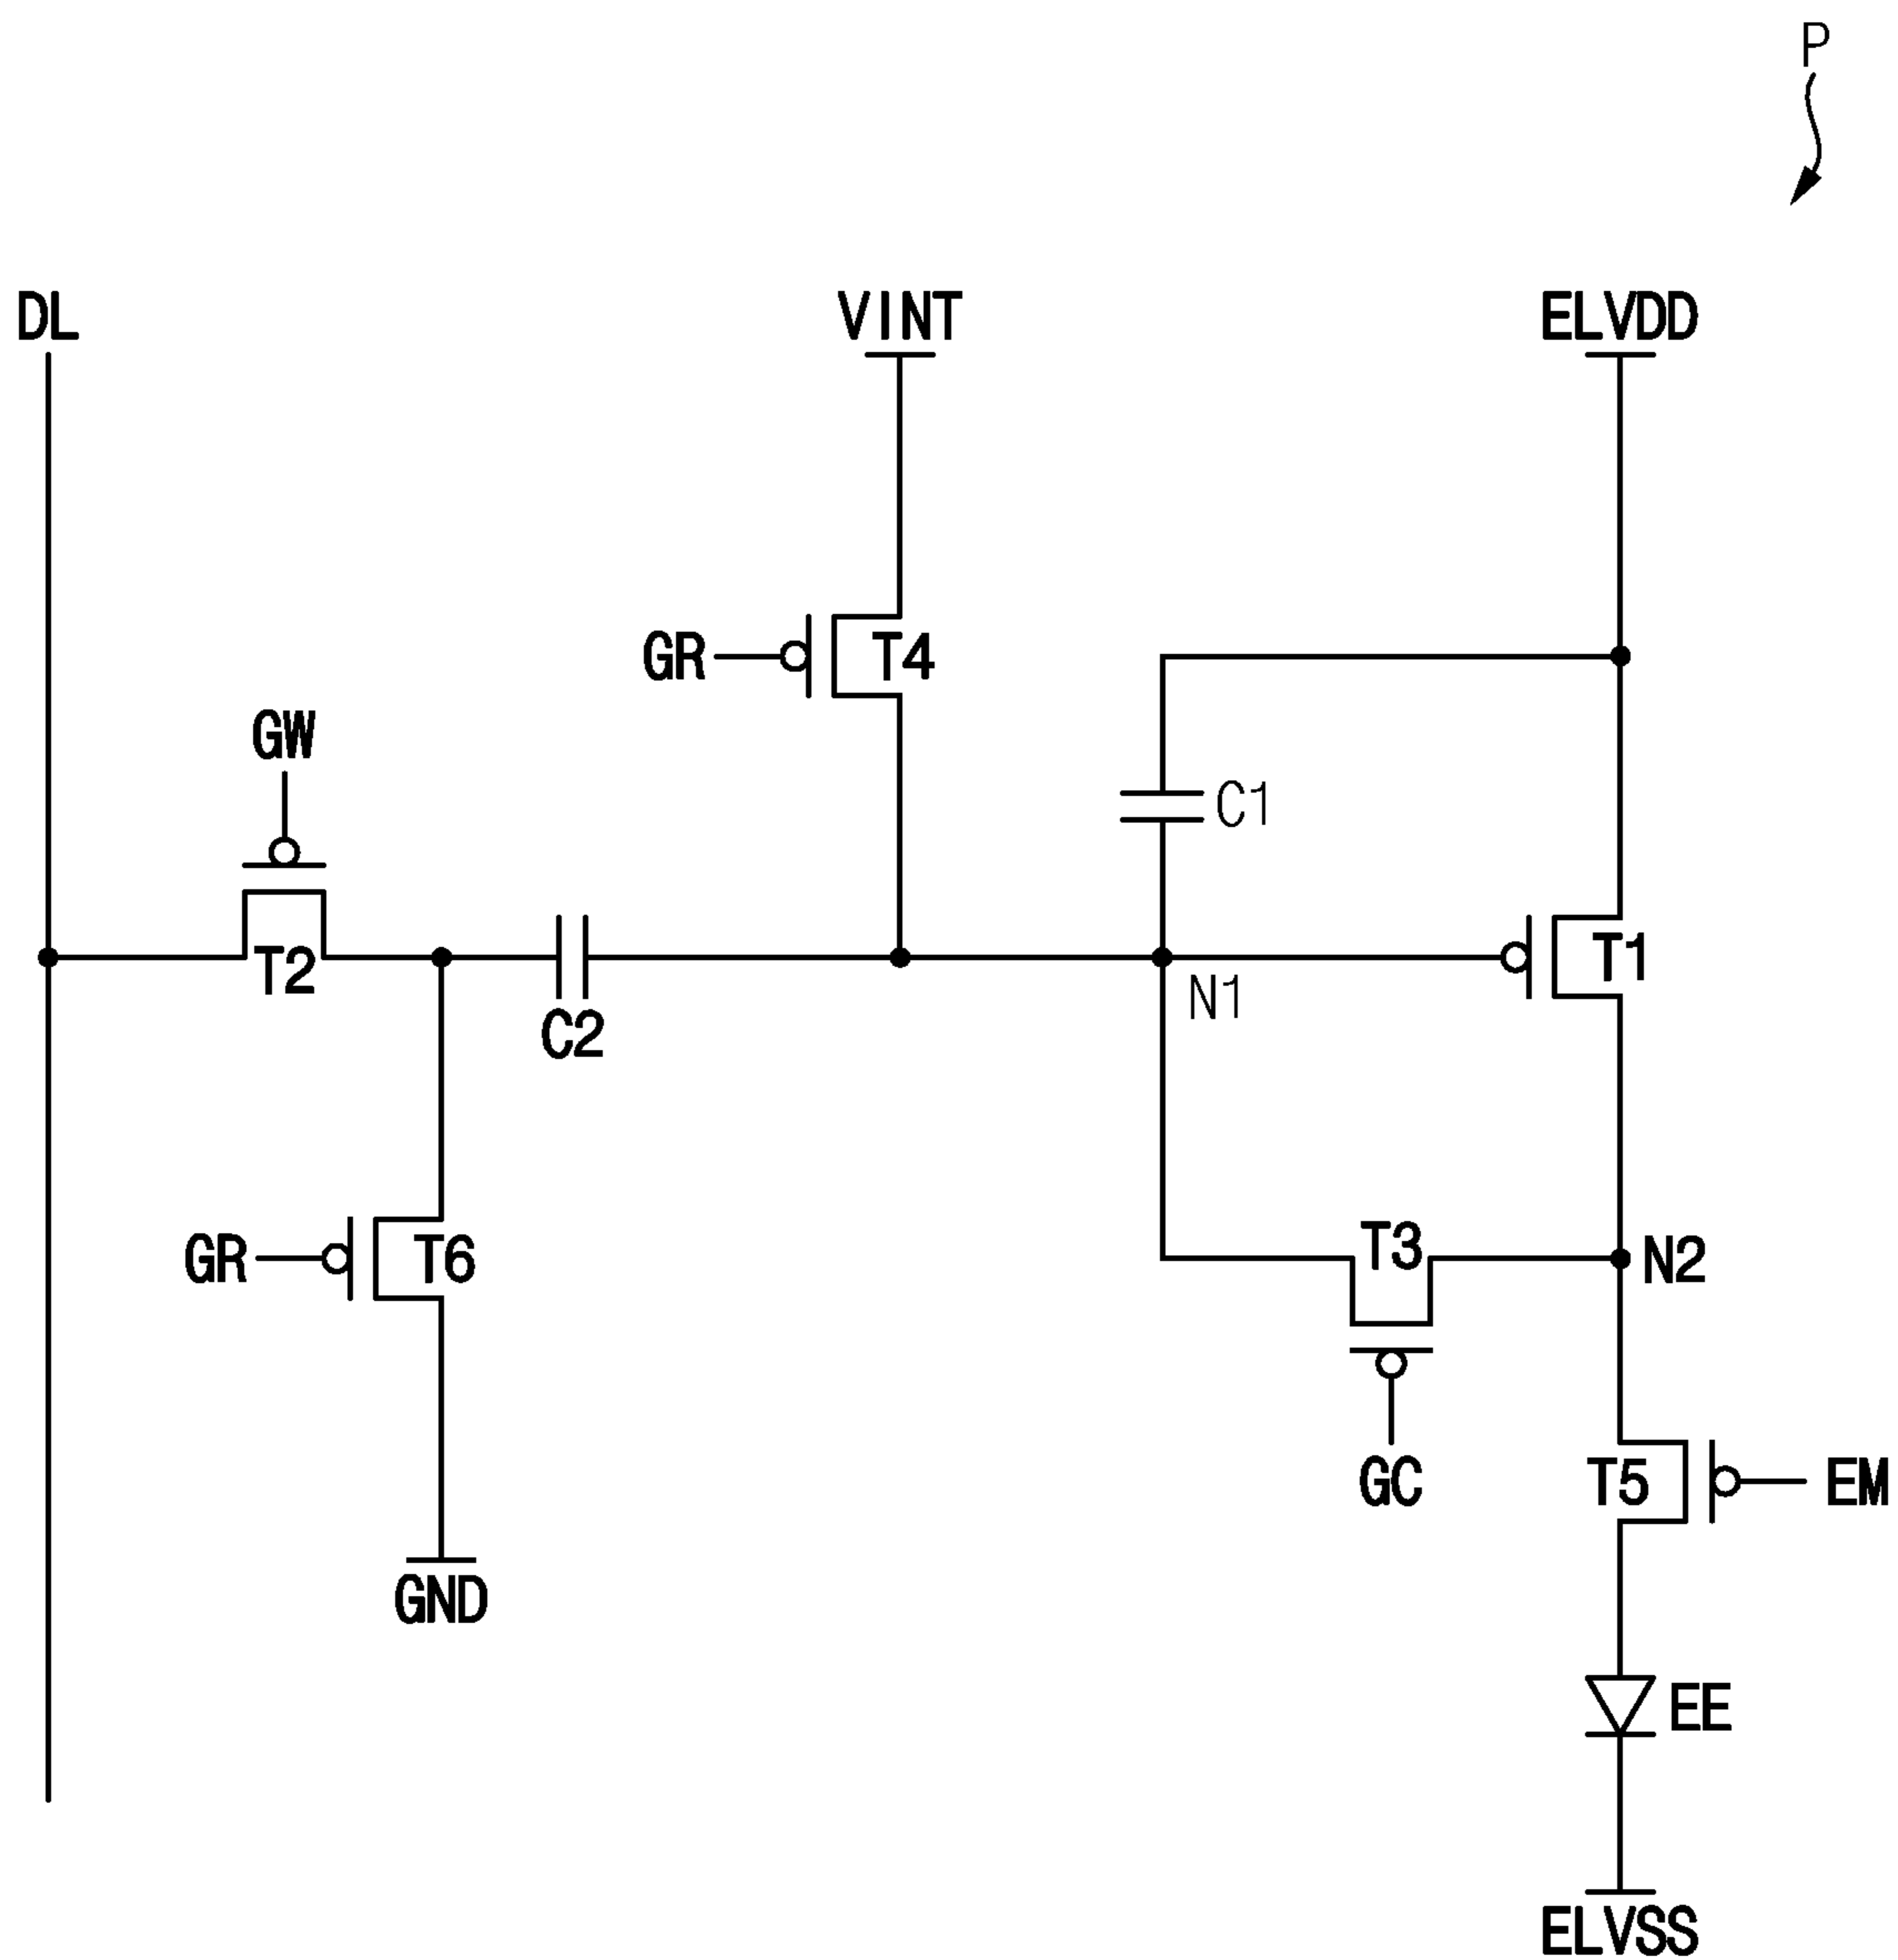 P
DL
VINT
ELVDD
GR
T4
GW
C1
T2
C2
N1
T1
GR
T6
T3
N2
GC
T5
EM
GND
EE
ELVSS